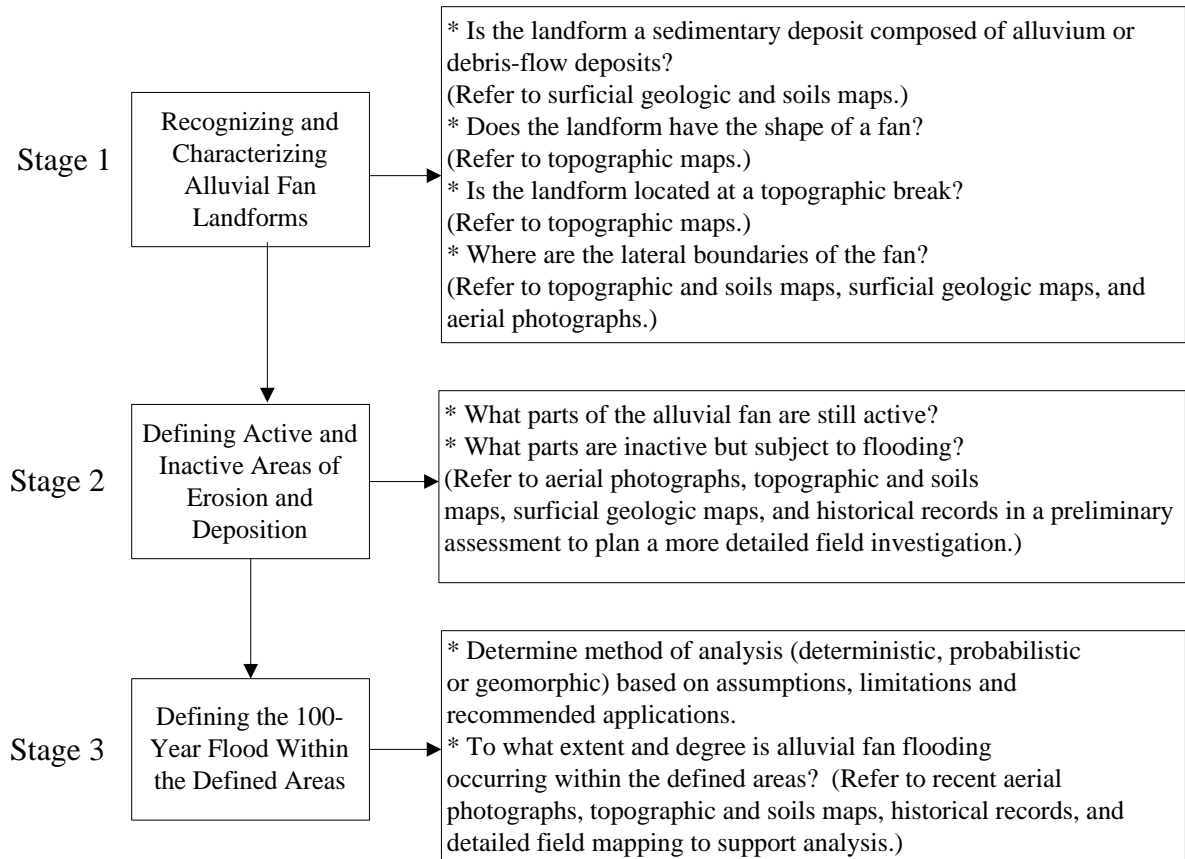 Stage 1
Recognizing and
Characterizing
Alluvial Fan
Landforms
* Is the landform a sedimentary deposit composed of alluvium or
debris-flow deposits?
(Refer to surficial geologic and soils maps.)
* Does the landform have the shape of a fan?
(Refer to topographic maps.)
* Is the landform located at a topographic break?
(Refer to topographic maps.)
* Where are the lateral boundaries of the fan?
(Refer to topographic and soils maps, surficial geologic maps, and
aerial photographs.)
Stage 2
Defining Active and
Inactive Areas of
Erosion and
Deposition
* What parts of the alluvial fan are still active?
* What parts are inactive but subject to flooding?
(Refer to aerial photographs, topographic and soils
maps, surficial geologic maps, and historical records in a preliminary
assessment to plan a more detailed field investigation.)
Stage 3
Defining the 100-
Year Flood Within
the Defined Areas
* Determine method of analysis (deterministic, probabilistic
or geomorphic) based on assumptions, limitations and
recommended applications.
* To what extent and degree is alluvial fan flooding
occurring within the defined areas?  (Refer to recent aerial
photographs, topographic and soils maps, historical records, and
detailed field mapping to support analysis.)